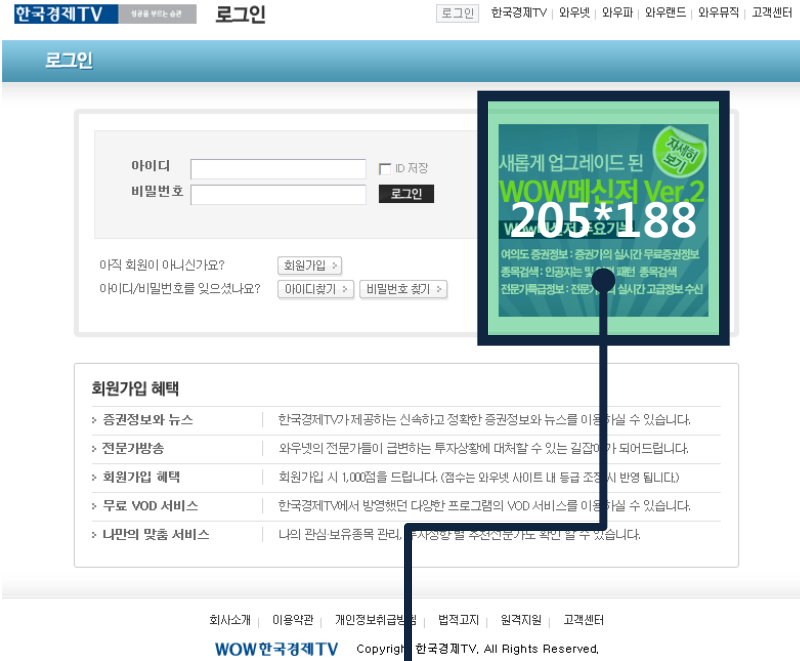 한국경제TV 성공을 부르는 습관 로그인
로그인 한국경제TV 와우넷 와우파 와우랜드 와우뮤직 고객센터
로그인
아이디 ID 저장
비밀번호 로그인
아직 회원이 아니신가요? 회원가입 >
아이디/비밀번호를 잊으셨나요? 아이디찾기 > 비밀번호 찾기 >
자세히
보기
새롭게 업그레이드 된
WOW메신저 Ver.2
205*188
Wow메신저 주요기능
여의도 증권정보 : 증권가의 실시간 무료증권정보
종목검색 : 인공지능 및 패턴 종목검색
전문가특급정보 : 전문가의 실시간 고급정보 수신
회원가입 혜택
> 증권정보와 뉴스 한국경제TV가 제공하는 신속하고 정확한 증권정보와 뉴스를 이용하실 수 있습니다.
> 전문가방송 와우넷의 전문가들이 급변하는 투자상황에 대처할 수 있는 길잡이가 되어드립니다.
> 회원가입 혜택 회원가입 시 1,000점을 드립니다. (점수는 와우넷 사이트 내 등급 조정시 반영 됩니다.)
> 무료 VOD 서비스 한국경제TV에서 방영했던 다양한 프로그램의 VOD 서비스를 이용하실 수 있습니다.
> 나만의 맞춤 서비스 나의 관심·보유종목 관리, 투자성향 별 추천전문가도 확인 할 수 있습니다.
회사소개 이용약관 개인정보취급방침 법적고지 원격지원 고객센터
WOW한국경제TV Copyright 한국경제TV, All Rights Reserved,